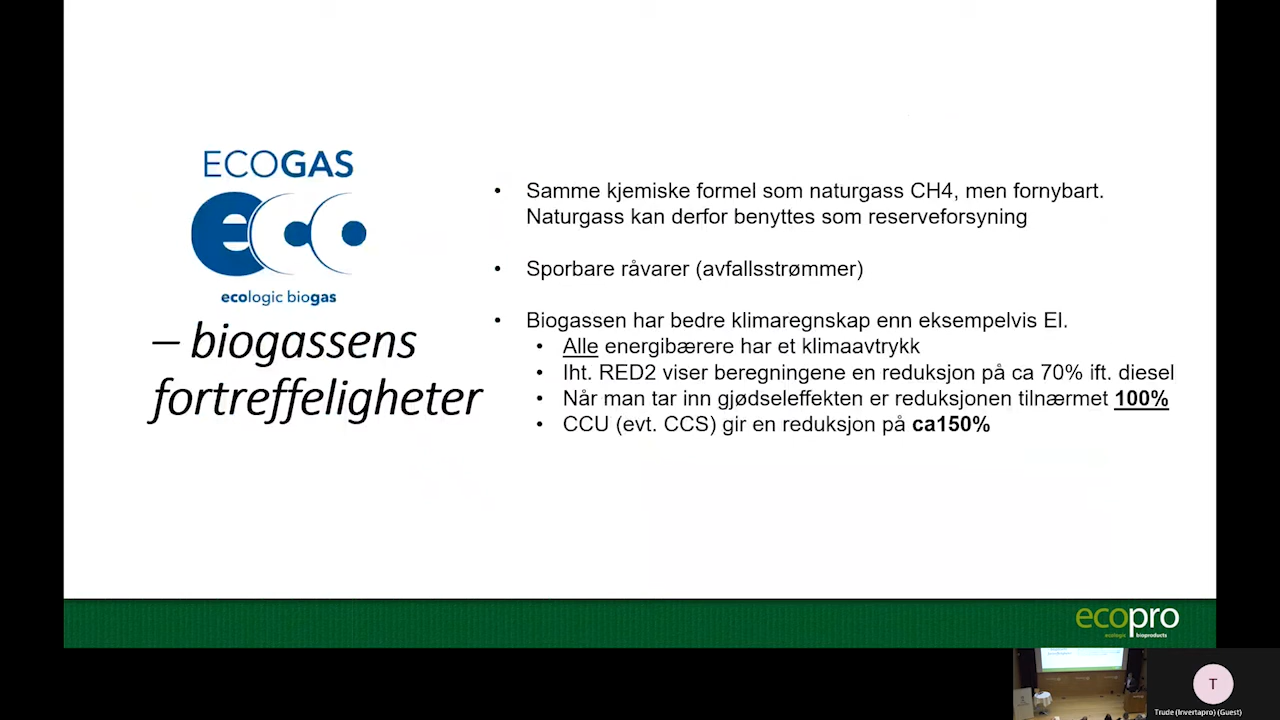 ECOGAS
eco
ecologic biogas
– biogassens
fortreffeligheter
• Samme kjemiske formel som naturgass CH4, men fornybart.
Naturgass kan derfor benyttes som reserveforsyning
• Sporbare råvarer (avfallsstrømmer)
• Biogassen har bedre klimaregnskap enn eksempelvis El.
• Alle energibærere har et klimaavtrykk
• Iht. RED2 viser beregningene en reduksjon på ca 70% ift. diesel
• Når man tar inn gjødseleffekten er reduksjonen tilnærmet 100%
• CCU (evt. CCS) gir en reduksjon på ca150%
ecopro
ecologic bioproducts
T
Trude (Invertapro) (Guest)